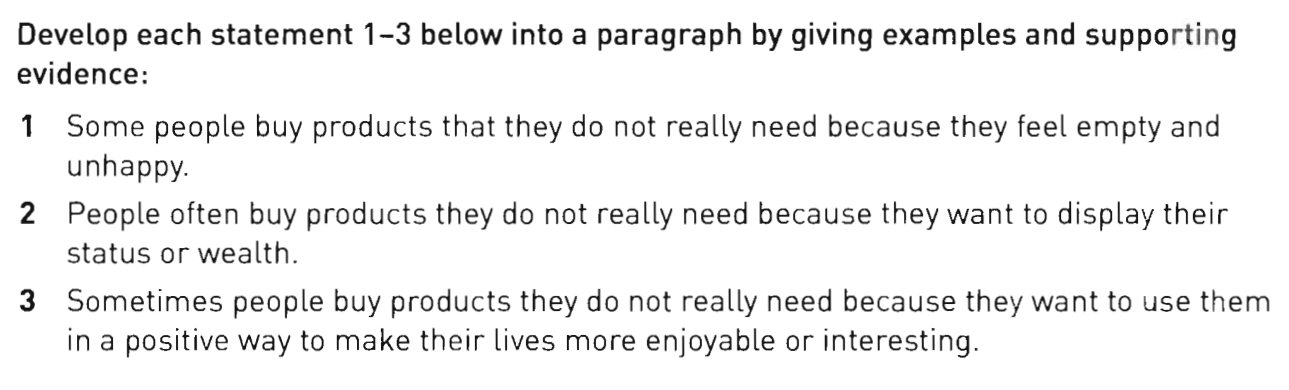 Develop each statement 1–3 below into a paragraph by giving examples and supporting
evidence:
1 Some people buy products that they do not really need because they feel empty and
unhappy.
2 People often buy products they do not really need because they want to display their
status or wealth.
3 Sometimes people buy products they do not really need because they want to use them
in a positive way to make their lives more enjoyable or interesting.